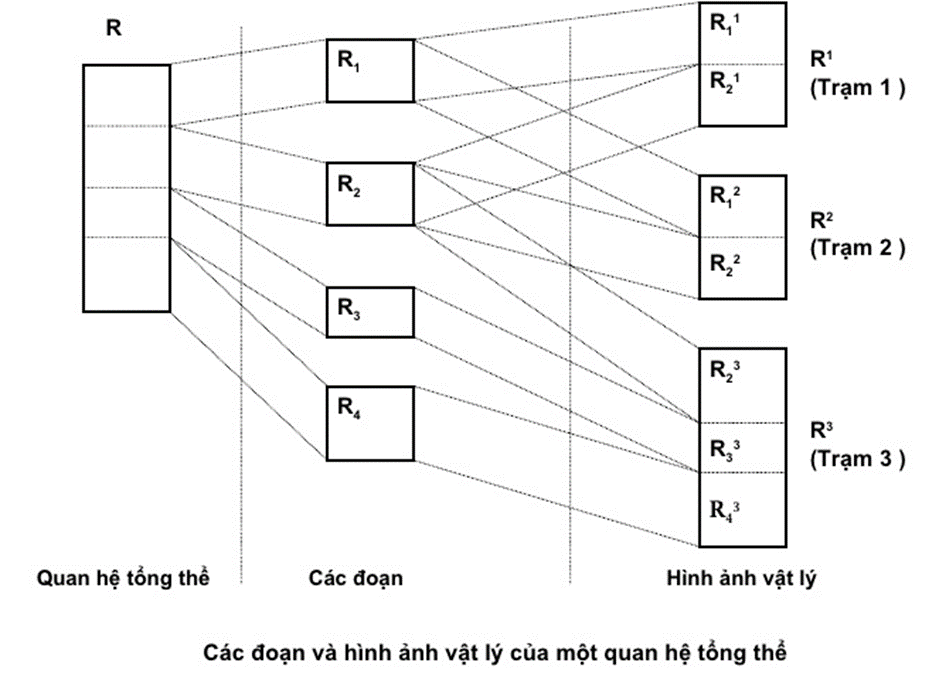 R
R₁
R₂
R₃
R₄
R₁¹
R₂¹
R¹
(Trạm 1 )
R₁²
R₂²
R²
(Trạm 2 )
R₂³
R₃³
R₄³
R³
(Trạm 3 )
Quan hệ tổng thể
Các đoạn
Hình ảnh vật lý
Các đoạn và hình ảnh vật lý của một quan hệ tổng thể